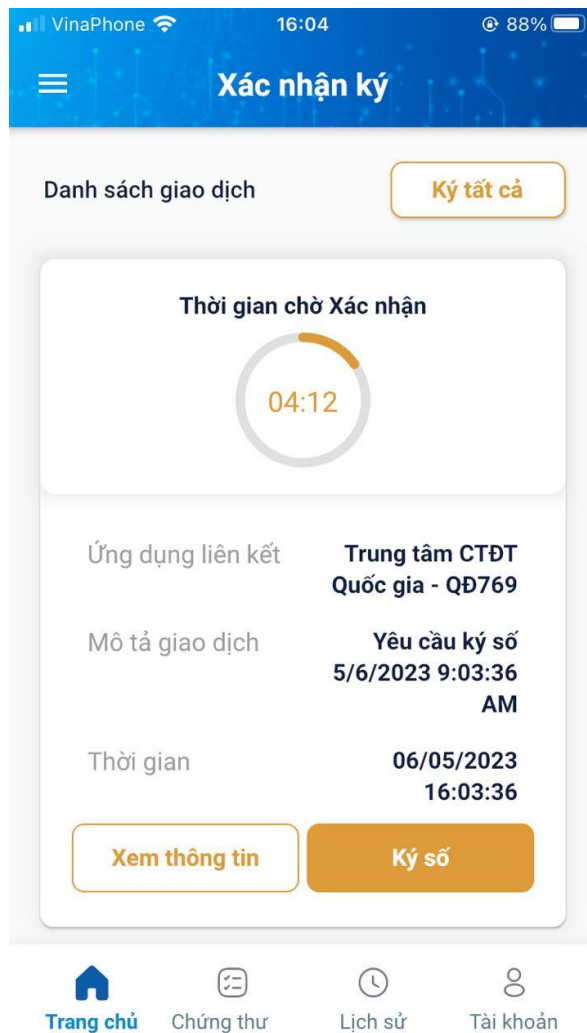 VinaPhone 16:04 88%
Xác nhận ký
Danh sách giao dịch Ký tất cả
Thời gian chờ Xác nhận
04:12
Ứng dụng liên kết Trung tâm CTĐT
Quốc gia - QĐ769
Mô tả giao dịch Yêu cầu ký số
5/6/2023 9:03:36
AM
Thời gian 06/05/2023
16:03:36
Xem thông tin Ký số
Trang chủ Chứng thư Lịch sử Tài khoản